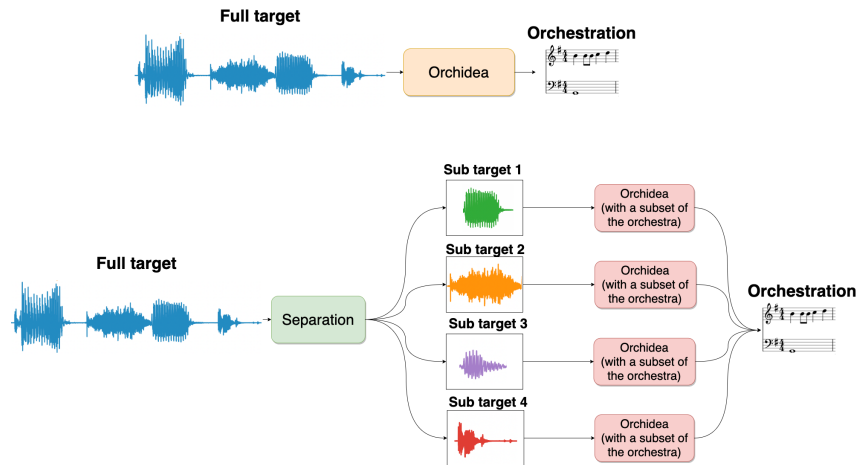 Full target
Orchestration
Orchidea
Sub target 1
Orchidea
(with a subset of
the orchestra)
Sub target 2
Full target
Orchidea
(with a subset of
the orchestra)
Orchestration
Separation
Sub target 3
Orchidea
(with a subset of
the orchestra)
Sub target 4
Orchidea
(with a subset of
the orchestra)